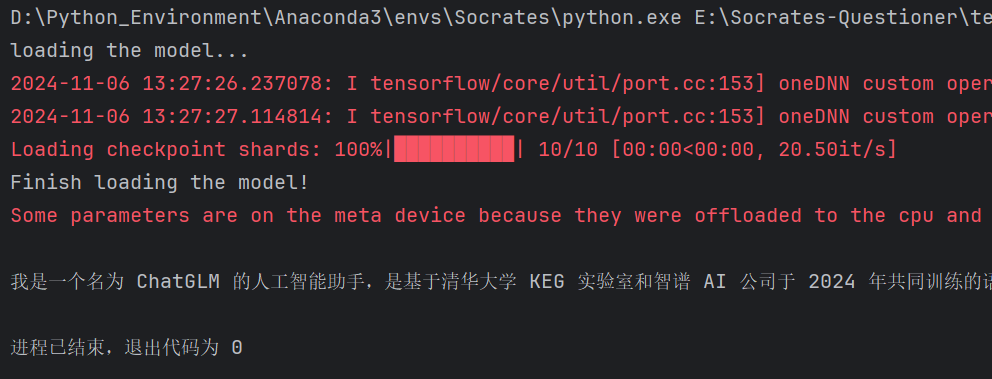 D:\Python_Environment\Anaconda3\envs\Socrates\python.exe E:\Socrates-Questioner\te
loading the model...
2024-11-06 13:27:26.237078: I tensorflow/core/util/port.cc:153] oneDNN custom oper
2024-11-06 13:27:27.114814: I tensorflow/core/util/port.cc:153] oneDNN custom oper
Loading checkpoint shards: 100%|██████████| 10/10 [00:00<00:00, 20.50it/s]
Finish loading the model!
Some parameters are on the meta device because they were offloaded to the cpu and
我是一个名为 ChatGLM 的人工智能助手，是基于清华大学 KEG 实验室和智谱 AI 公司于 2024 年共同训练的语
进程已结束，退出代码为 0